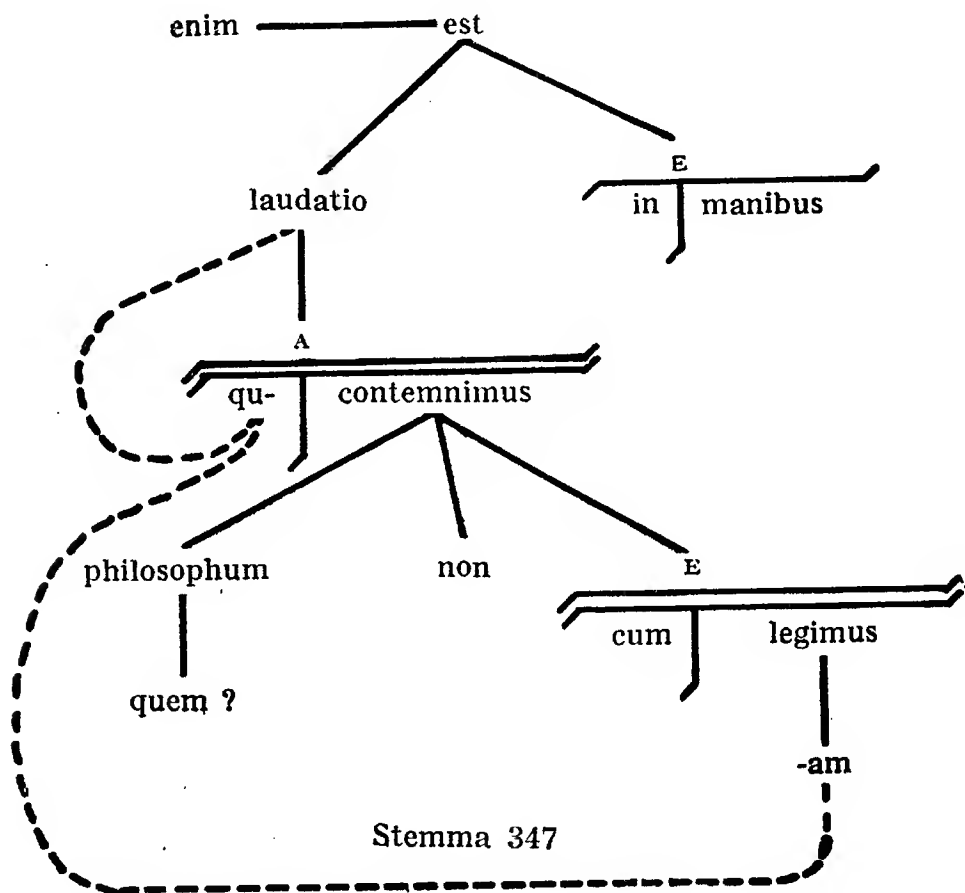 enim est
E
laudatio in manibus
A
qu- contemnimus
philosophum non E
cum legimus
quem ?
-am
Stemma 347